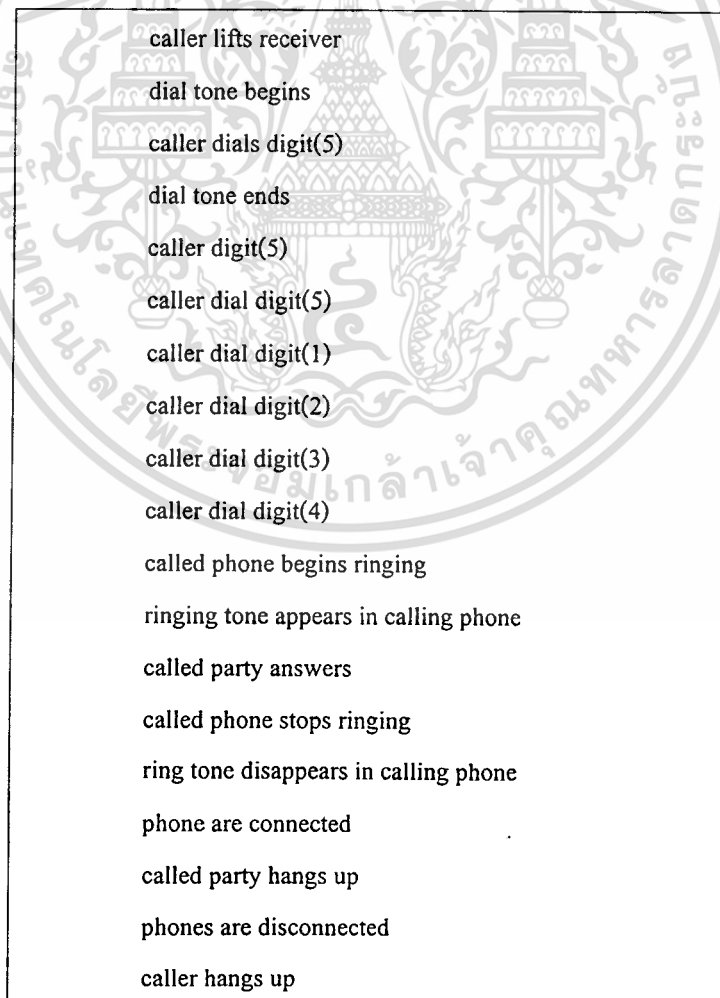 caller lifts receiver
dial tone begins
caller dials digit(5)
dial tone ends
caller digit(5)
caller dial digit(5)
caller dial digit(1)
caller dial digit(2)
caller dial digit(3)
caller dial digit(4)
called phone begins ringing
ringing tone appears in calling phone
called party answers
called phone stops ringing
ring tone disappears in calling phone
phone are connected
called party hangs up
phones are disconnected
caller hangs up